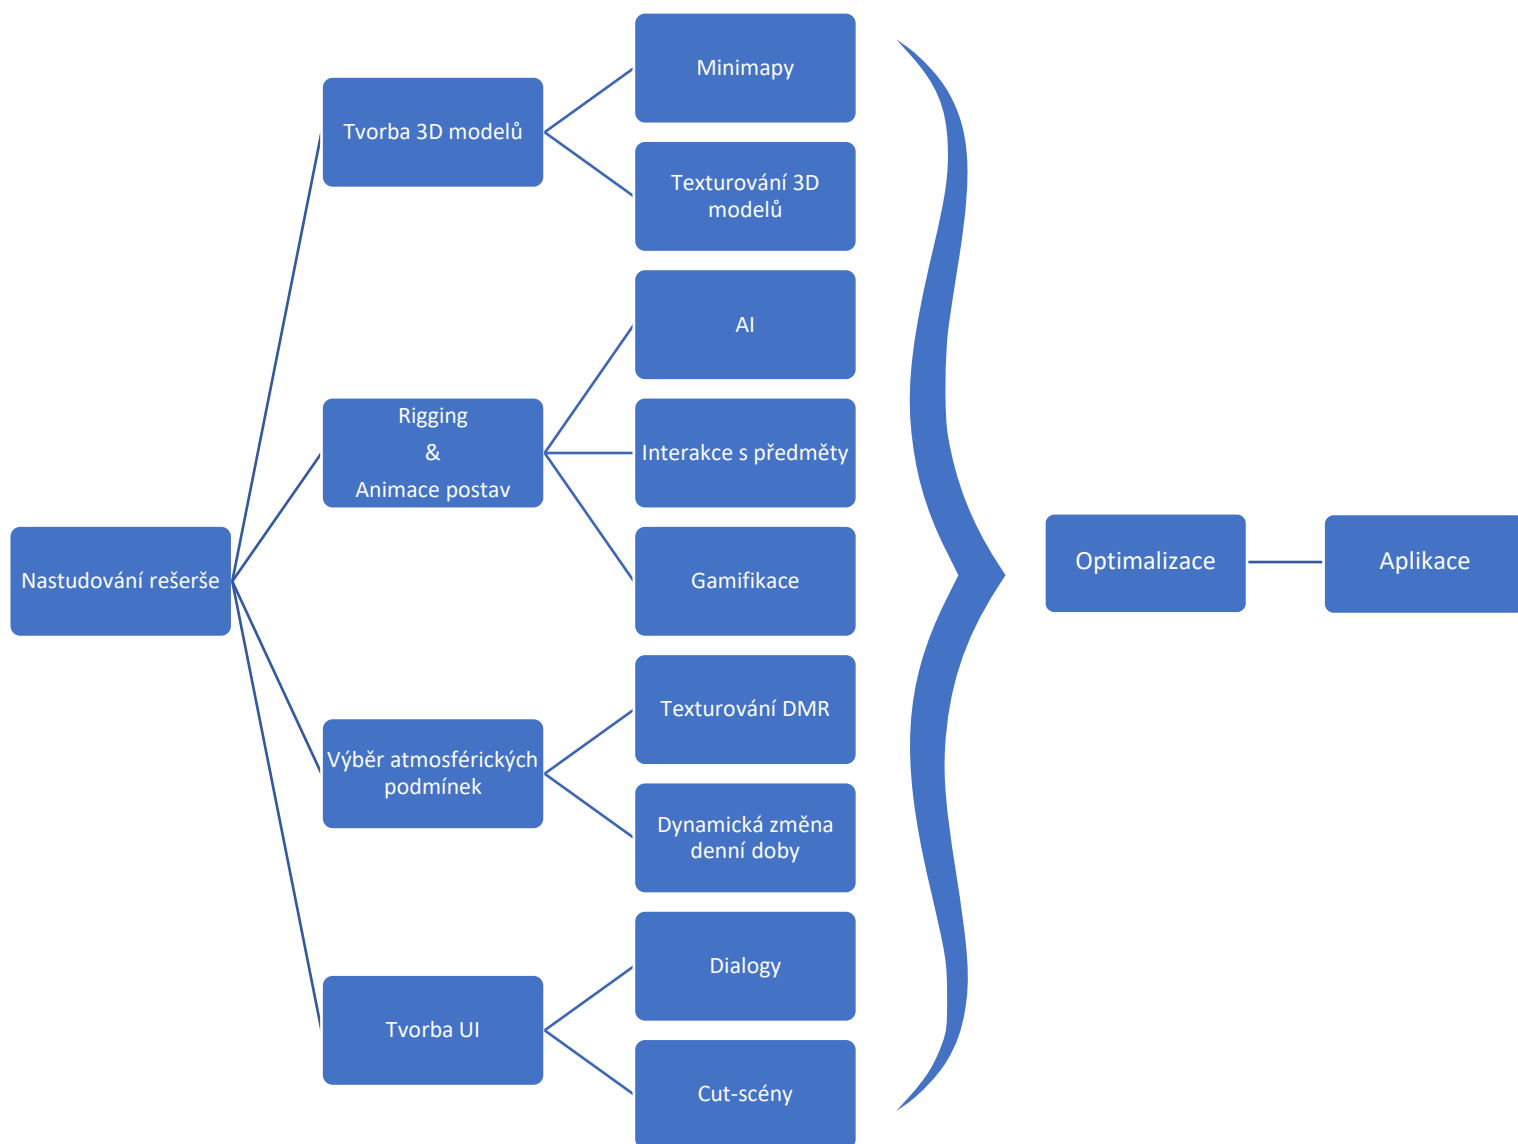 Nastudování rešerše
Tvorba 3D modelů
Minimapy
Texturování 3D
modelů
Rigging
&
Animace postav
AI
Interakce s předměty
Gamifikace
Výběr atmosférických
podmínek
Texturování DMR
Dynamická změna
denní doby
Tvorba UI
Dialogy
Cut-scény
Optimalizace
Aplikace